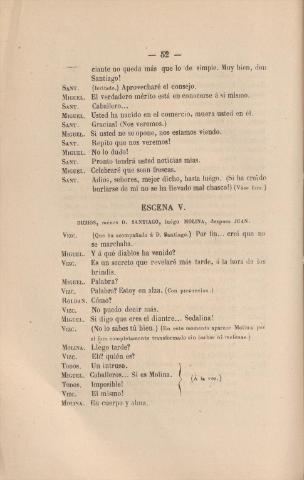 — 52 —
ciante no queda más que lo de simple. Muy bien, don
Santiago!
SANT. (Irritado.) Aprovecharé el consejo.
MIGUEL. El verdadero mérito está en conocerse á sí mismo.
SANT. Caballero...
MIGUEL. Usted ha nacido en el comercio, muera usted en él.
SANT. Gracias! (Nos veremos.)
MIGUEL. Si usted no se opone, nos estamos viendo.
SANT. Repito que nos veremos!
MIGUEL. No lo dudo!
SANT. Pronto tendrá usted noticias mias.
MIGUEL. Celebraré que sean frescas.
SANT. Adios, señores, mejor dicho, hasta luégo. (Si ha creido
burlarse de mí no se ha llevado mal chasco!) (Váse foro.)
ESCENA V.
DICHOS, ménos D. SANTIAGO, luégo MOLINA, despues JUAN.
VIZC. (Que ha acompañado á D. Santiago.) Por fin... creí que no
se marchaba.
MIGUEL. Y á qué diablos ha venido?
VIZC. Es un secreto que revelaré más tarde, á la hora de los
brindis.
MIGUEL. Palabra?
VIZC. Palabra? Estoy en alza. (Con pretension.)
ROLDAN. Cómo?
VIZC. No puedo decir más.
MIGUEL. Si digo que eres el diantre... Sedalina!
VIZC. (No lo sabes tú bien.) (En este momento aparece Molina por
el foro completamente transformado sin barbas ni melenas.)
MOLINA. Llego tarde?
VIZC. Eh? quién es?
TODOS. Un intruso.
MIGUEL. Caballeros... Si es Molina.
TODOS. Imposible! (Á la vez.)
VIZC. El mismo!
MOLINA. En cuerpo y alma.